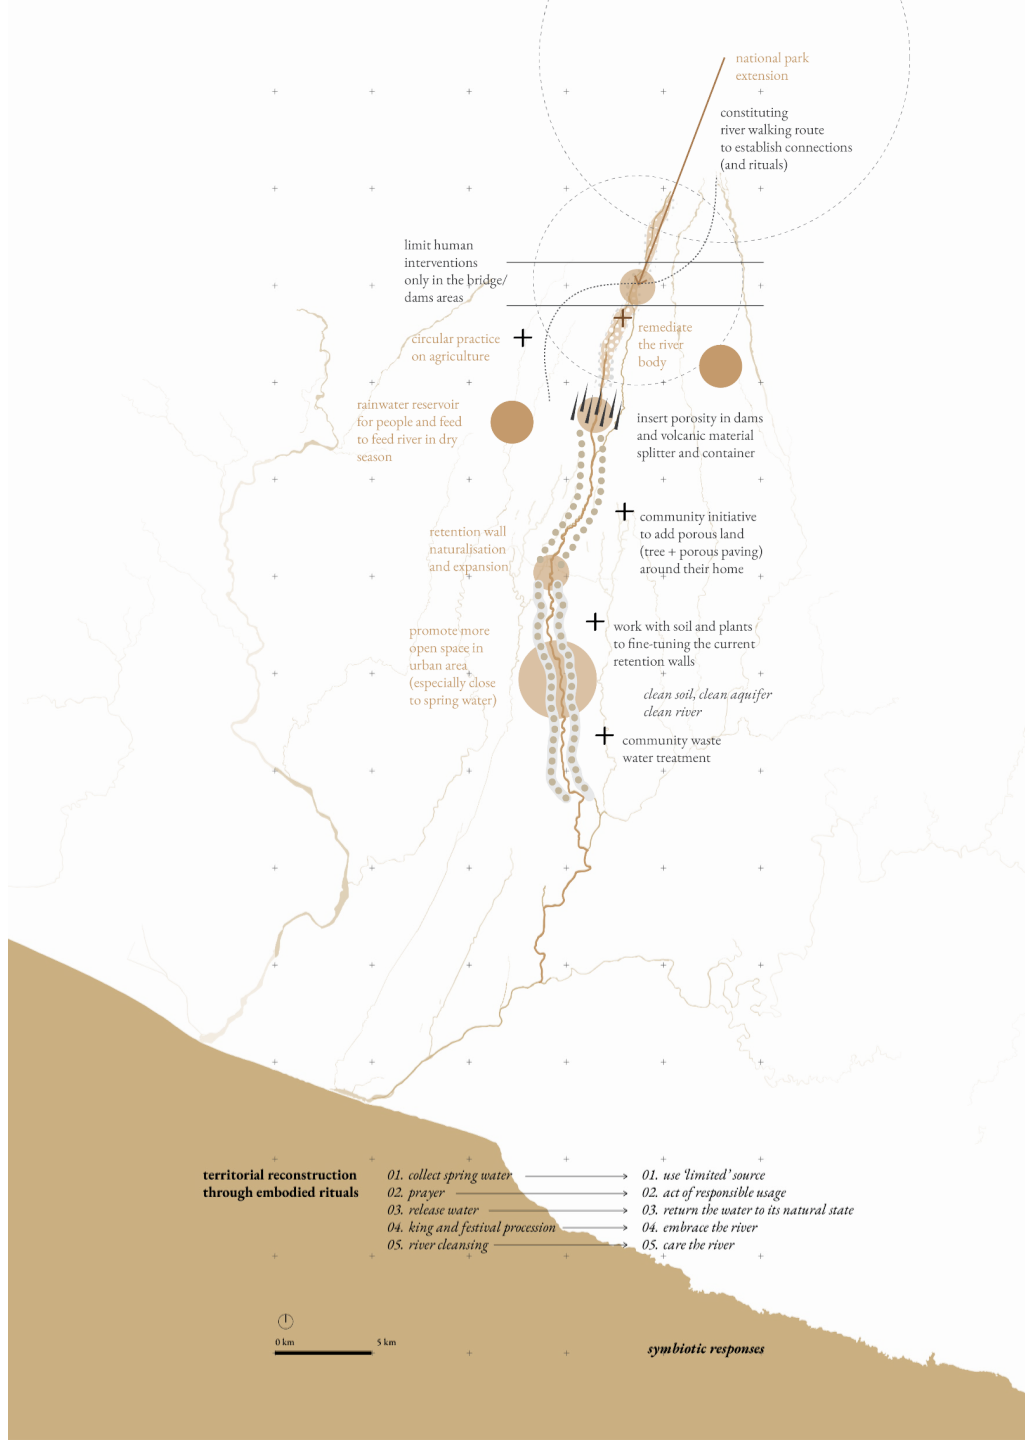 national park
extension
constituting
river walking route
to establish connections
(and rituals)
limit human
interventions
only in the bridge/
dams areas
circular practice
on agriculture
remediate
the river
body
rainwater reservoir
for people and feed
to feed river in dry
season
insert porosity in dams
and volcanic material
splitter and container
community initiative
to add porous land
(tree + porous paving)
around their home
retention wall
naturalisation
and expansion
work with soil and plants
to fine-tuning the current
retention walls
promote more
open space in
urban area
(especially close
to spring water)
clean soil, clean aquifer
clean river
community waste
water treatment
territorial reconstruction
through embodied rituals
01. collect spring water
02. prayer
03. release water
04. king and festival procession
05. river cleansing
01. use ‘limited’ source
02. act of responsible usage
03. return the water to its natural state
04. embrace the river
05. care the river
0 km 5 km
symbiotic responses